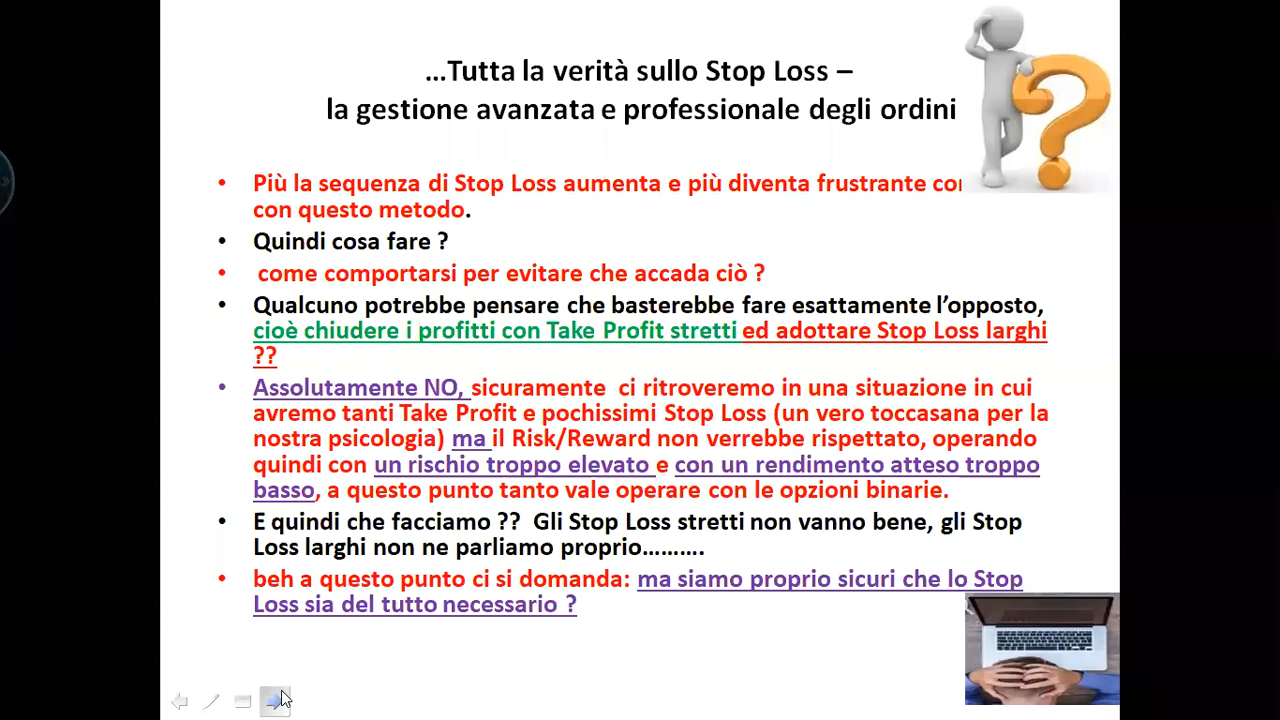 ...Tutta la verità sullo Stop Loss –
la gestione avanzata e professionale degli ordini
• Più la sequenza di Stop Loss aumenta e più diventa frustrante
con questo metodo.
• Quindi cosa fare ?
• come comportarsi per evitare che accada ciò ?
• Qualcuno potrebbe pensare che basterebbe fare esattamente l'opposto,
cioè chiudere i profitti con Take Profit stretti ed adottare Stop Loss larghi
??
• Assolutamente NO, sicuramente ci ritroveremo in una situazione in cui
avremo tanti Take Profit e pochissimi Stop Loss (un vero toccasana per la
nostra psicologia) ma il Risk/Reward non verrebbe rispettato, operando
quindi con un rischio troppo elevato e con un rendimento atteso troppo
basso, a questo punto tanto vale operare con le opzioni binarie.
• E quindi che facciamo ?? Gli Stop Loss stretti non vanno bene, gli Stop
Loss larghi non ne parliamo proprio……….
• beh a questo punto ci si domanda: ma siamo proprio sicuri che lo Stop
Loss sia del tutto necessario ?